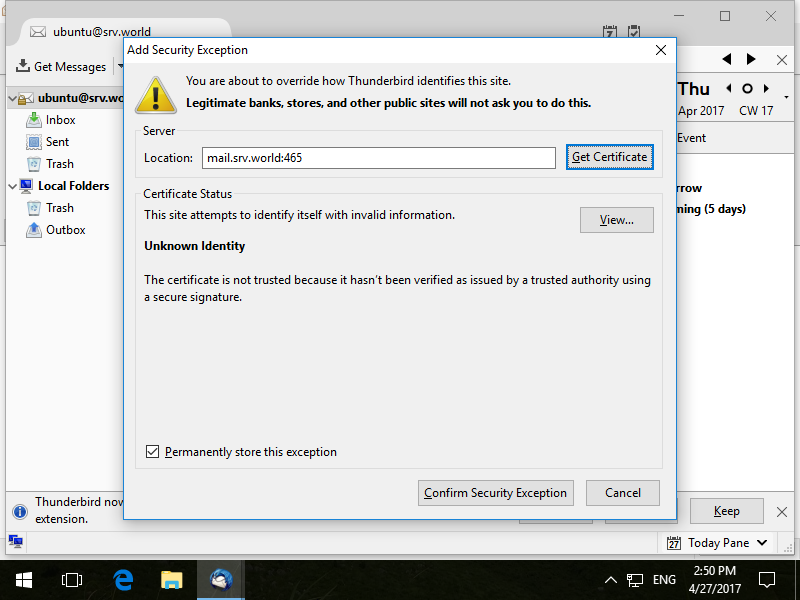 ubuntu@srv.world
Get Messages
ubuntu@srv.wo
Inbox
Sent
Trash
Local Folders
Trash
Outbox
Add Security Exception
You are about to override how Thunderbird identifies this site.
Legitimate banks, stores, and other public sites will not ask you to do this.
Server
Location:
mail.srv.world:465
Get Certificate
Certificate Status
This site attempts to identify itself with invalid information.
View...
Unknown Identity
The certificate is not trusted because it hasn't been verified as issued by a trusted authority using
a secure signature.
Permanently store this exception
Confirm Security Exception
Cancel
Thu
Apr 2017
CW 17
Event
rrow
ming (5 days)
Thunderbird now
extension.
Keep
27
Today Pane
ENG
2:50 PM
4/27/2017